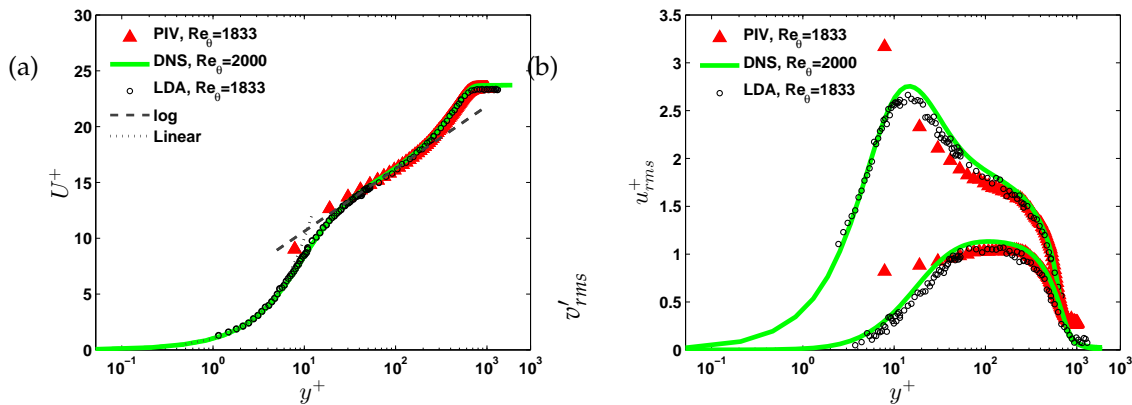 (a)
PIV, Reθ=1833
DNS, Reθ=2000
LDA, Reθ=1833
log
Linear
30
25
20
15
10
5
0
U+
10−1
100
101
102
103
y+
(b)
PIV, Reθ=1833
DNS, Reθ=2000
LDA, Reθ=1833
3.5
3
2.5
2
1.5
1
0.5
0
u+rms
v′rms
10−1
100
101
102
103
y+